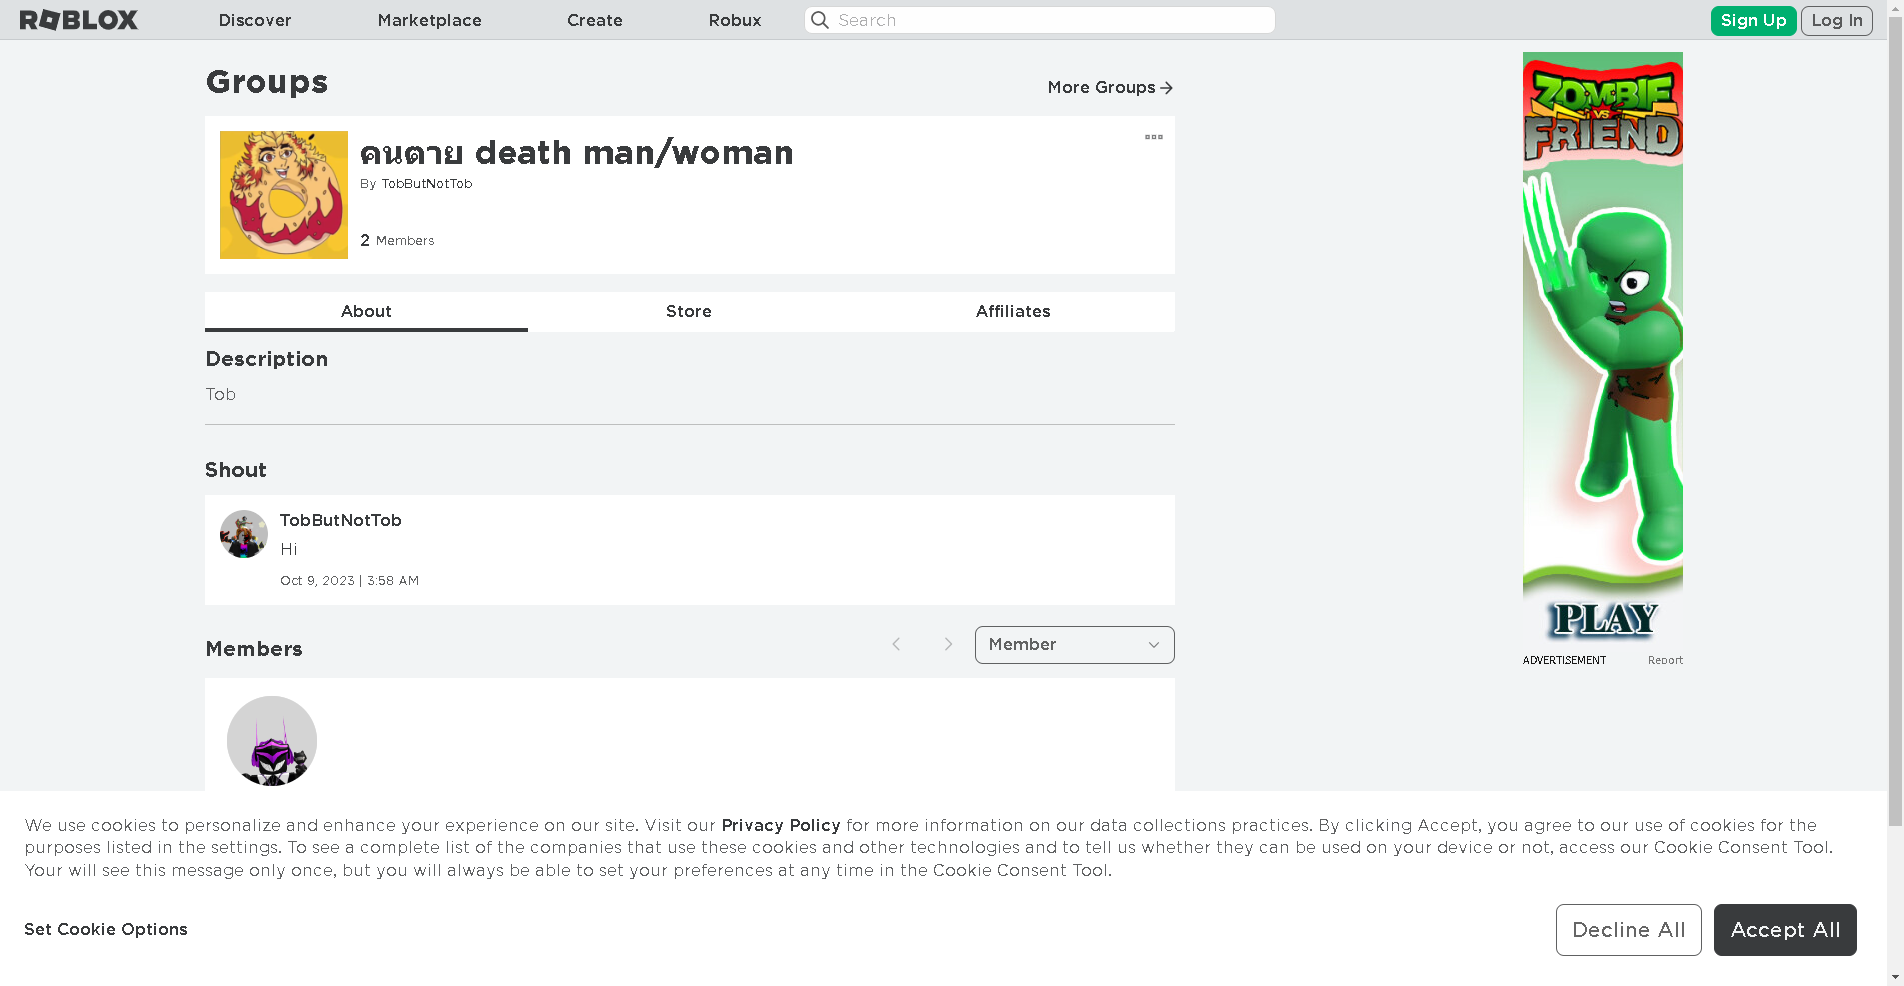 ROBLOX
Discover
Marketplace
Create
Robux
Search
Sign Up
Log In
Groups
More Groups
คนตาย death man/woman
By TobButNotTob
2 Members
About
Store
Affiliates
Description
Tob
Shout
TobButNotTob
Hi
Oct 9, 2023 | 3:58 AM
Members
Member
ZOMBIE
VS
FRIEND
PLAY
ADVERTISEMENT
Report
We use cookies to personalize and enhance your experience on our site. Visit our Privacy Policy for more information on our data collections practices. By clicking Accept, you agree to our use of cookies for the
purposes listed in the settings. To see a complete list of the companies that use these cookies and other technologies and to tell us whether they can be used on your device or not, access our Cookie Consent Tool.
Your will see this message only once, but you will always be able to set your preferences at any time in the Cookie Consent Tool.
Set Cookie Options
Decline All
Accept All